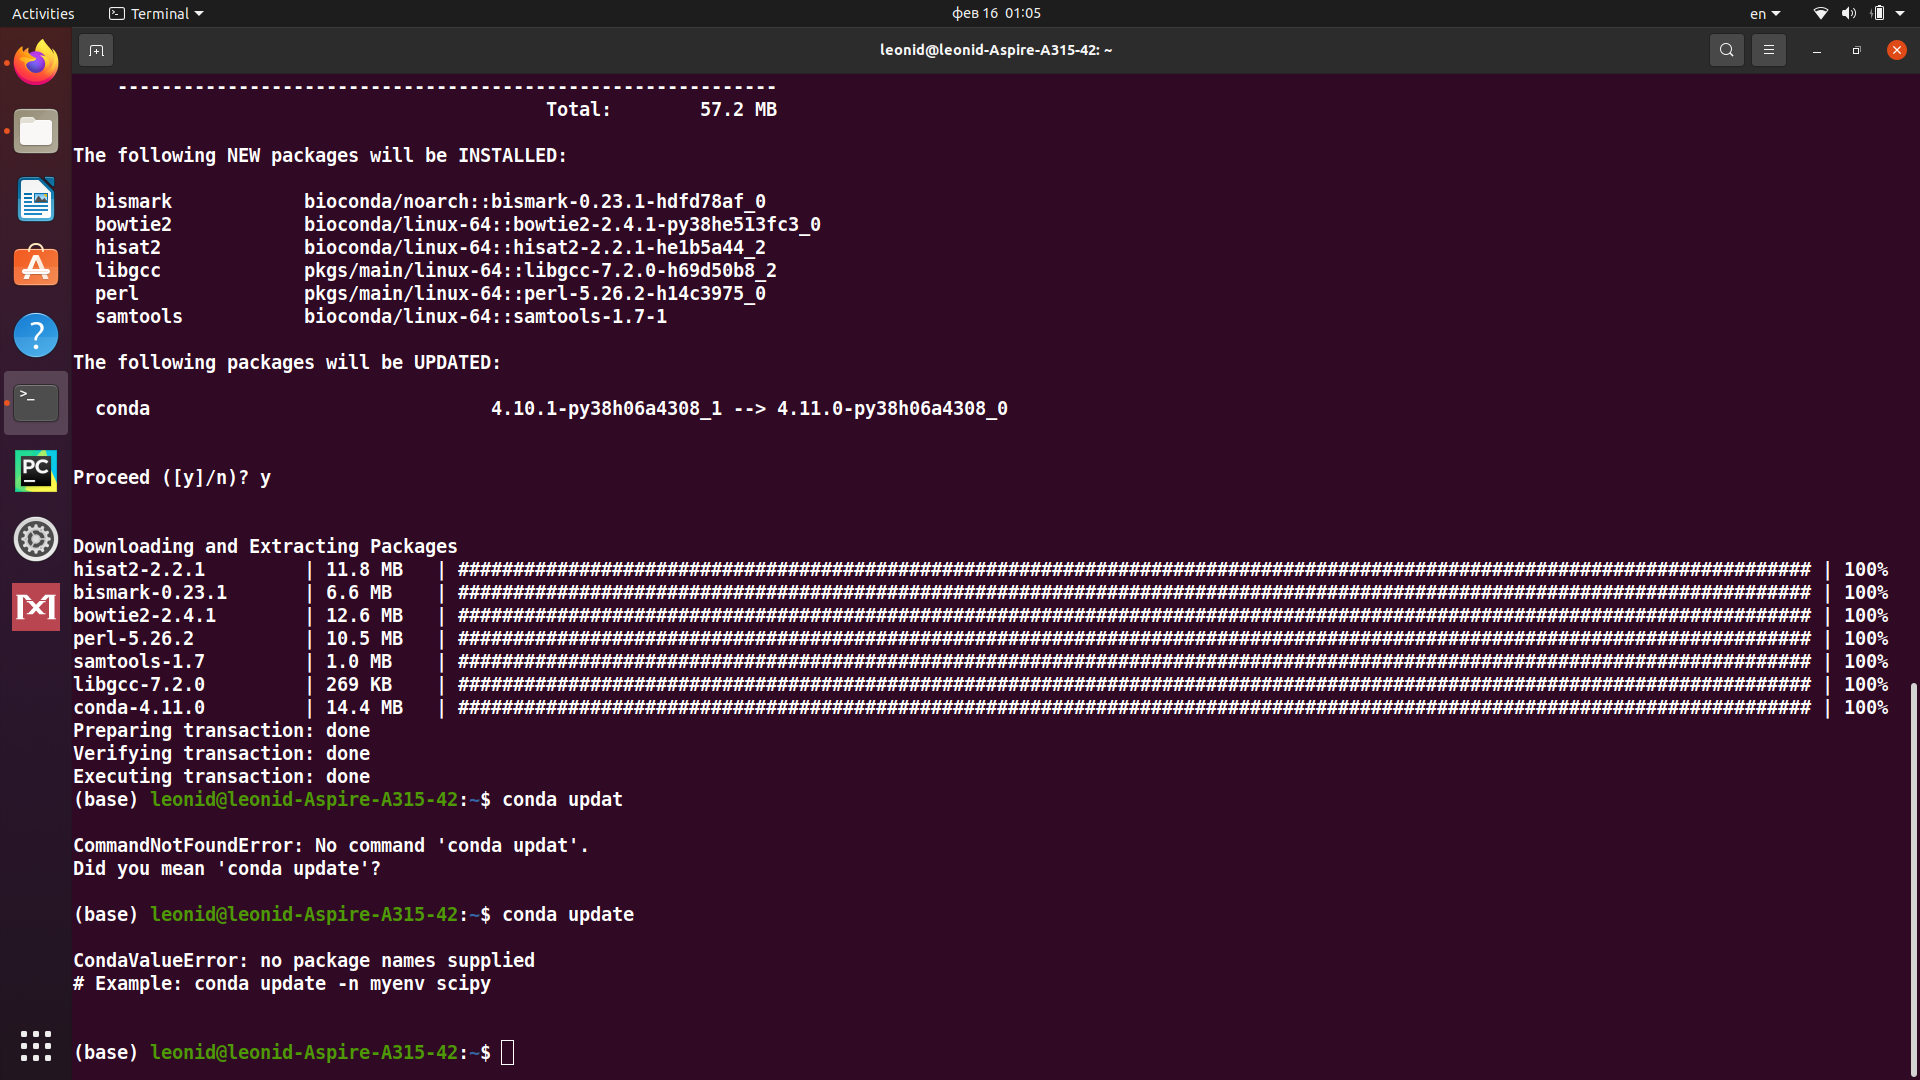 Activities Terminal фев 16 01:05 en
leonid@leonid-Aspire-A315-42: ~
------------------------------------------------------------
Total: 57.2 MB
The following NEW packages will be INSTALLED:
bismark bioconda/noarch::bismark-0.23.1-hdfd78af_0
bowtie2 bioconda/linux-64::bowtie2-2.4.1-py38he513fc3_0
hisat2 bioconda/linux-64::hisat2-2.2.1-he1b5a44_2
libgcc pkgs/main/linux-64::libgcc-7.2.0-h69d50b8_2
perl pkgs/main/linux-64::perl-5.26.2-h14c3975_0
samtools bioconda/linux-64::samtools-1.7-1
The following packages will be UPDATED:
conda 4.10.1-py38h06a4308_1 --> 4.11.0-py38h06a4308_0
Proceed ([y]/n)? y
Downloading and Extracting Packages
hisat2-2.2.1 | 11.8 MB | ########################################################################################################################### | 100%
bismark-0.23.1 | 6.6 MB | ########################################################################################################################### | 100%
bowtie2-2.4.1 | 12.6 MB | ########################################################################################################################### | 100%
perl-5.26.2 | 10.5 MB | ########################################################################################################################### | 100%
samtools-1.7 | 1.0 MB | ########################################################################################################################### | 100%
libgcc-7.2.0 | 269 KB | ########################################################################################################################### | 100%
conda-4.11.0 | 14.4 MB | ########################################################################################################################### | 100%
Preparing transaction: done
Verifying transaction: done
Executing transaction: done
(base) leonid@leonid-Aspire-A315-42:~$ conda updat
CommandNotFoundError: No command 'conda updat'.
Did you mean 'conda update'?
(base) leonid@leonid-Aspire-A315-42:~$ conda update
CondaValueError: no package names supplied
# Example: conda update -n myenv scipy
(base) leonid@leonid-Aspire-A315-42:~$
PC